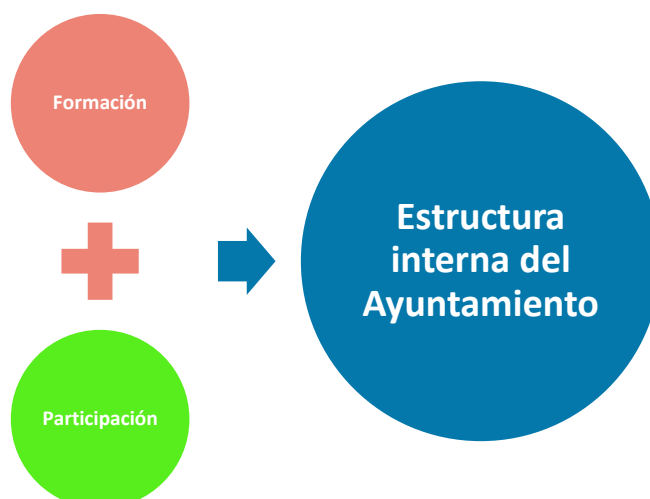 Formación
Participación
Estructura
interna del
Ayuntamiento